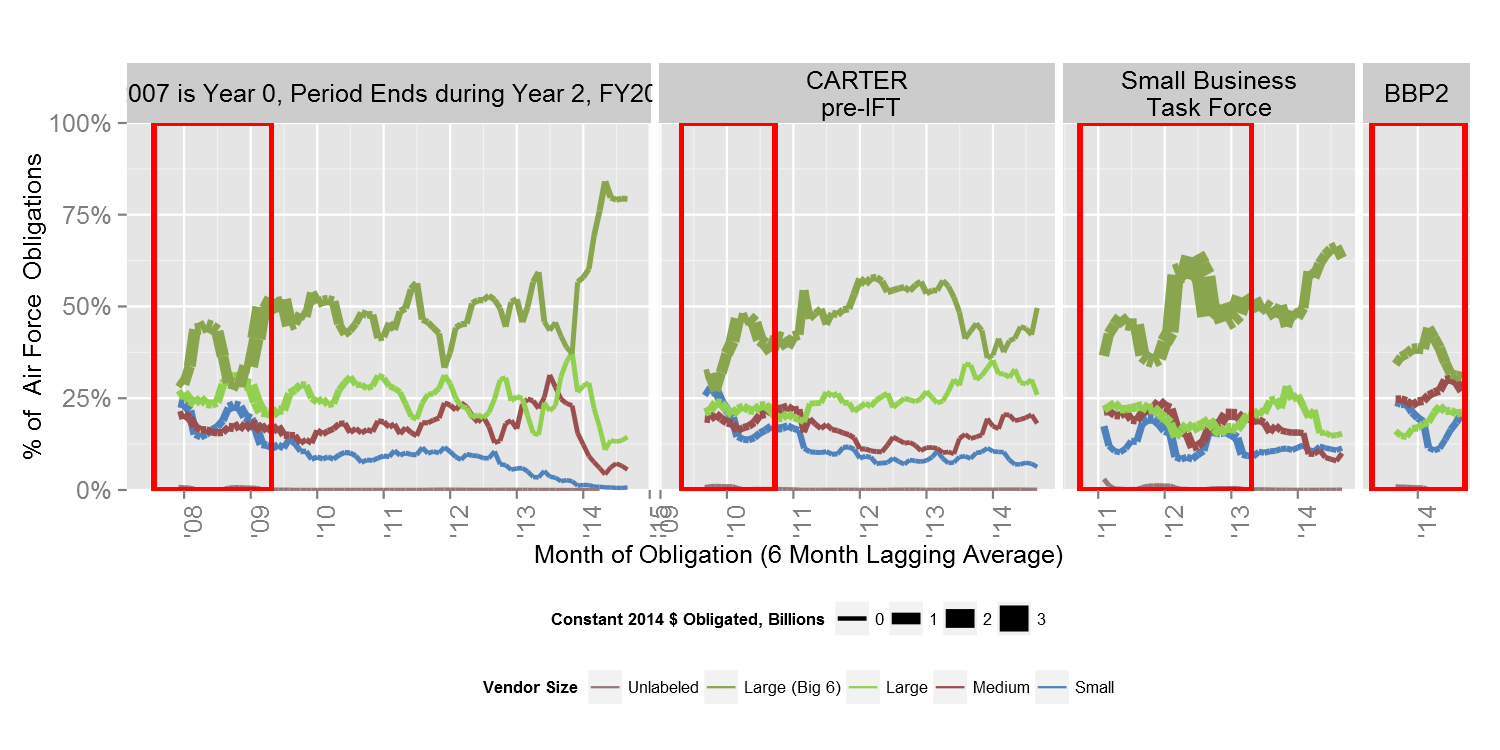 007 is Year 0, Period Ends during Year 2, FY20
CARTER
pre-IFT
Small Business
Task Force
BBP2
100%
75%
50%
25%
0%
% of Air Force Obligations
'08
'09
'10
'11
'12
'13
'14
'15
'09
'10
'11
'12
'13
'14
'11
'12
'13
'14
'14
Month of Obligation (6 Month Lagging Average)
Constant 2014 $ Obligated, Billions 0 1 2 3
Vendor Size Unlabeled Large (Big 6) Large Medium Small